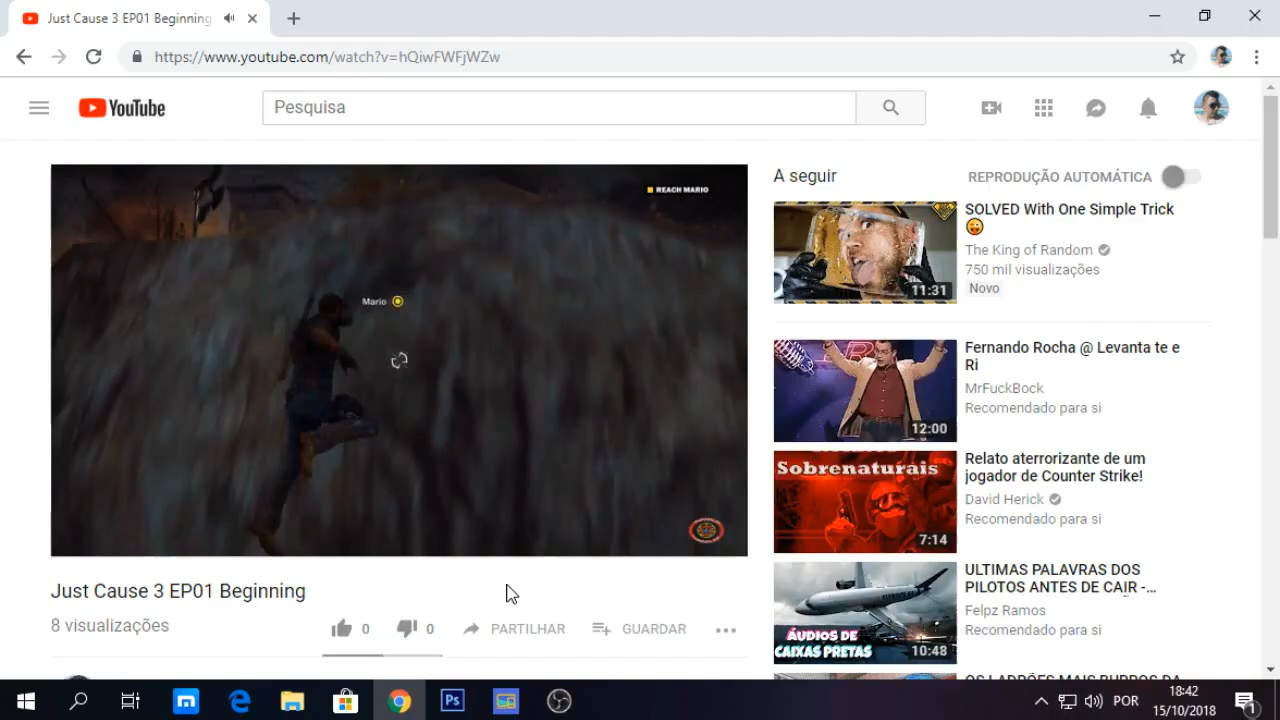 Just Cause 3 EP01 Beginning
https://www.youtube.com/watch?v=hQiwFWFjWZw
YouTube
Pesquisa
REACH MARIO
Mario
Just Cause 3 EP01 Beginning
8 visualizações
0
0
PARTILHAR
GUARDAR
A seguir
REPRODUÇÃO AUTOMÁTICA
11:31
SOLVED With One Simple Trick
😜
The King of Random
750 mil visualizações
Novo
12:00
Fernando Rocha @ Levanta te e
Ri
MrFuckBock
Recomendado para si
Sobrenaturais
7:14
Relato aterrorizante de um
jogador de Counter Strike!
David Herick
Recomendado para si
ÁUDIOS DE
CAIXAS PRETAS
10:48
ULTIMAS PALAVRAS DOS
PILOTOS ANTES DE CAIR -...
Felpz Ramos
Recomendado para si
Ps
POR
18:42
15/10/2018
1